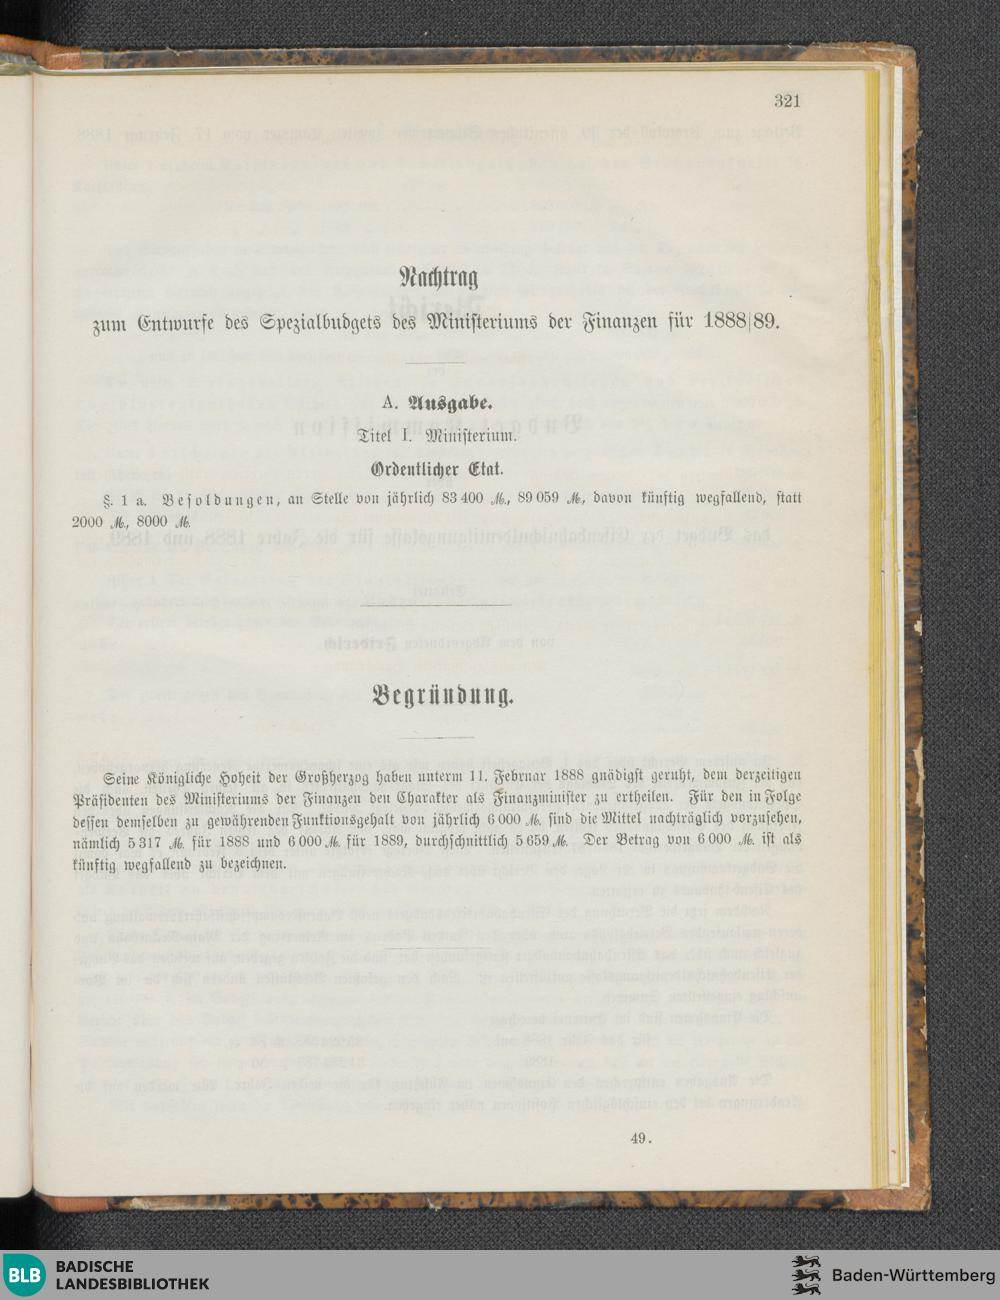 321
Nachtrag
zum Entwurfe des Spezialbudgets des Ministeriums der Finanzen für 1888|89.
A. Ausgabe.
Titel I. Ministerium.
Ordentlicher Etat.
§. 1 a. Besoldungen, an Stelle von jährlich 83 400 ℳ., 89 059 ℳ., davon künftig wegfallend, statt
2000 ℳ., 8000 ℳ.
Begründung.
Seine Königliche Hoheit der Großherzog haben unterm 11. Februar 1888 gnädigst geruht, dem derzeitigen
Präsidenten des Ministeriums der Finanzen den Charakter als Finanzminister zu ertheilen. Für den in Folge
dessen demselben zu gewährenden Funktionsgehalt von jährlich 6 000 ℳ. sind die Mittel nachträglich vorzusehen,
nämlich 5 317 ℳ. für 1888 und 6 000 ℳ. für 1889, durchschnittlich 5 659 ℳ. Der Betrag von 6 000 ℳ. ist als
künftig wegfallend zu bezeichnen.
49.
BLB BADISCHE
LANDESBIBLIOTHEK
Baden-Württemberg